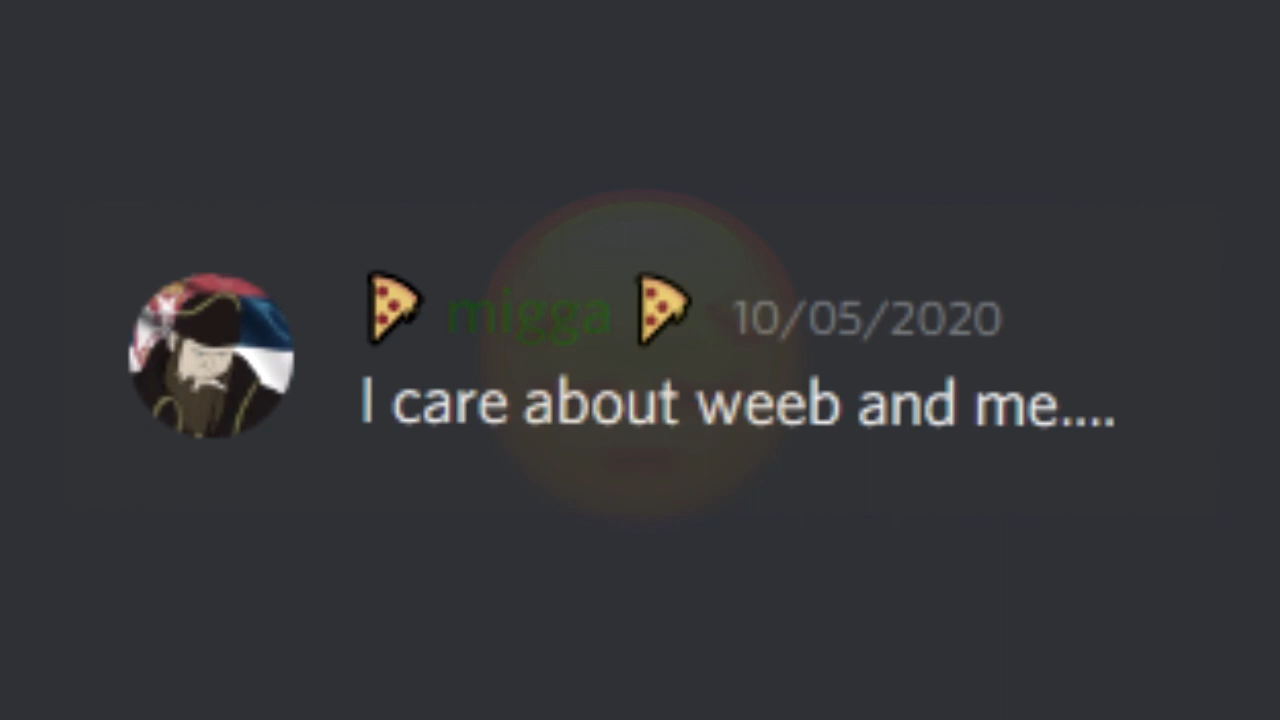 🍕 migga 🍕 10/05/2020
I care about weeb and me....